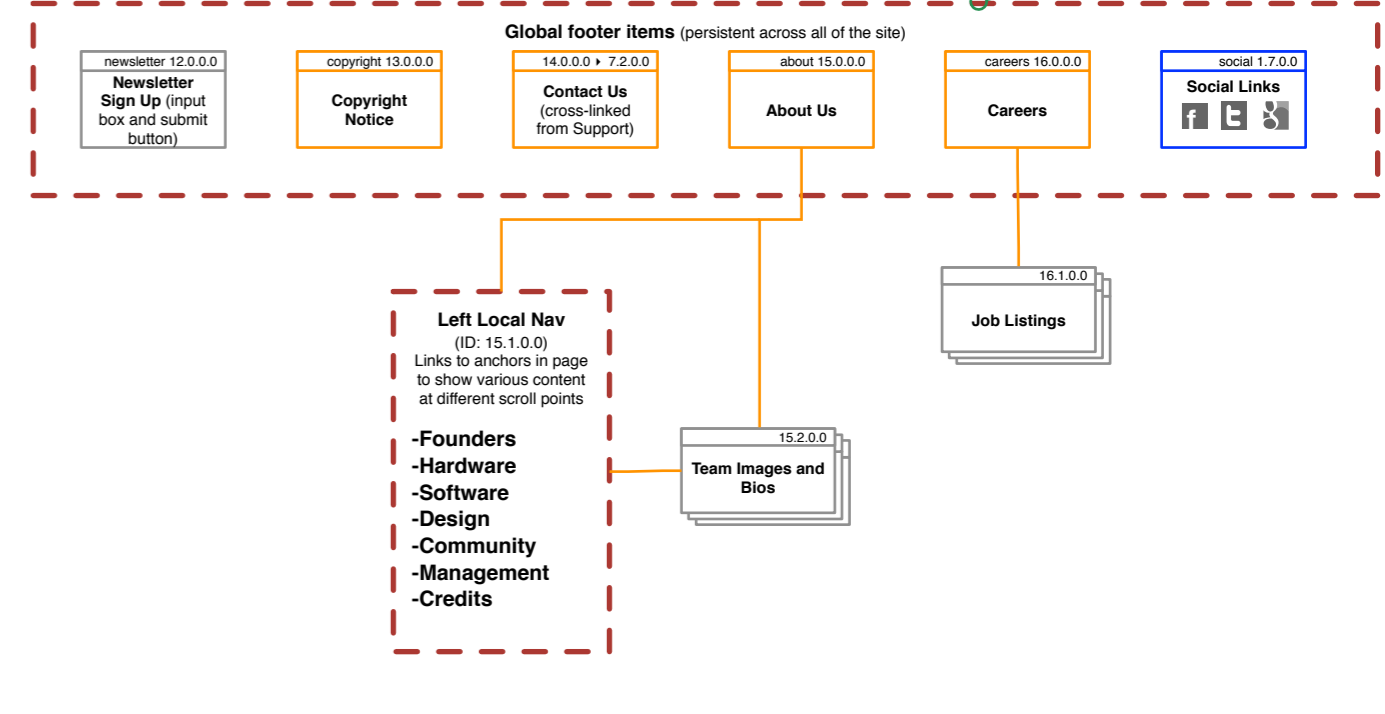 Global footer items (persistent across all of the site)
newsletter 12.0.0.0
Newsletter
Sign Up (input
box and submit
button)
copyright 13.0.0.0
Copyright
Notice
14.0.0.0 ▸ 7.2.0.0
Contact Us
(cross-linked
from Support)
about 15.0.0.0
About Us
careers 16.0.0.0
Careers
social 1.7.0.0
Social Links
16.1.0.0
Job Listings
Left Local Nav
(ID: 15.1.0.0)
Links to anchors in page
to show various content
at different scroll points
-Founders
-Hardware
-Software
-Design
-Community
-Management
-Credits
15.2.0.0
Team Images and
Bios